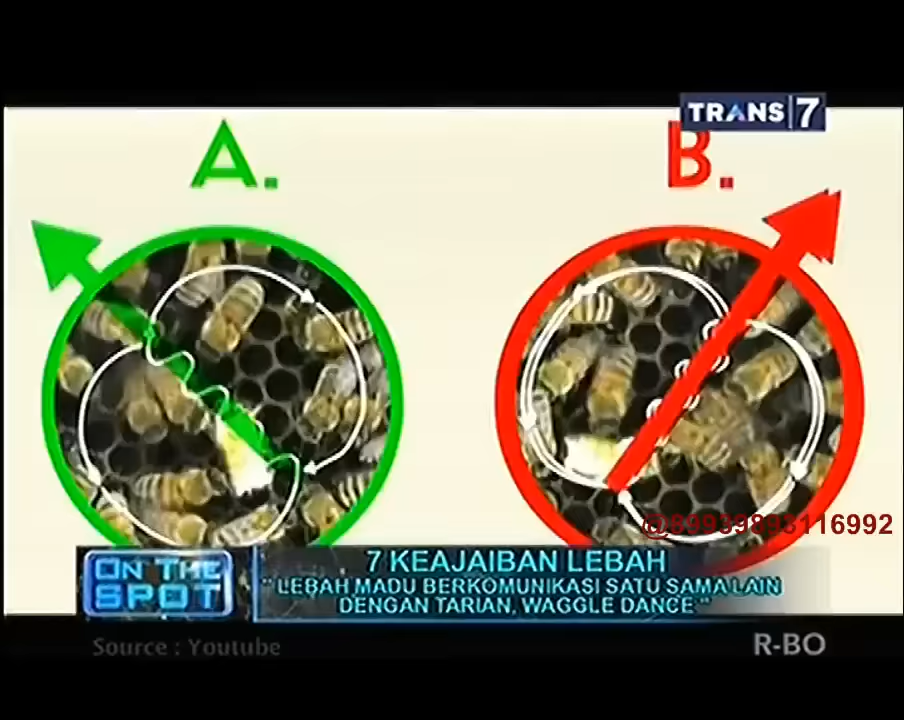 TRANS|7
A.
B.
@89939893116992
ON THE
SPOT
7 KEAJAIBAN LEBAH
"LEBAH MADU BERKOMUNIKASI SATU SAMA LAIN
DENGAN TARIAN, WAGGLE DANCE"
Source : Youtube
R-BO